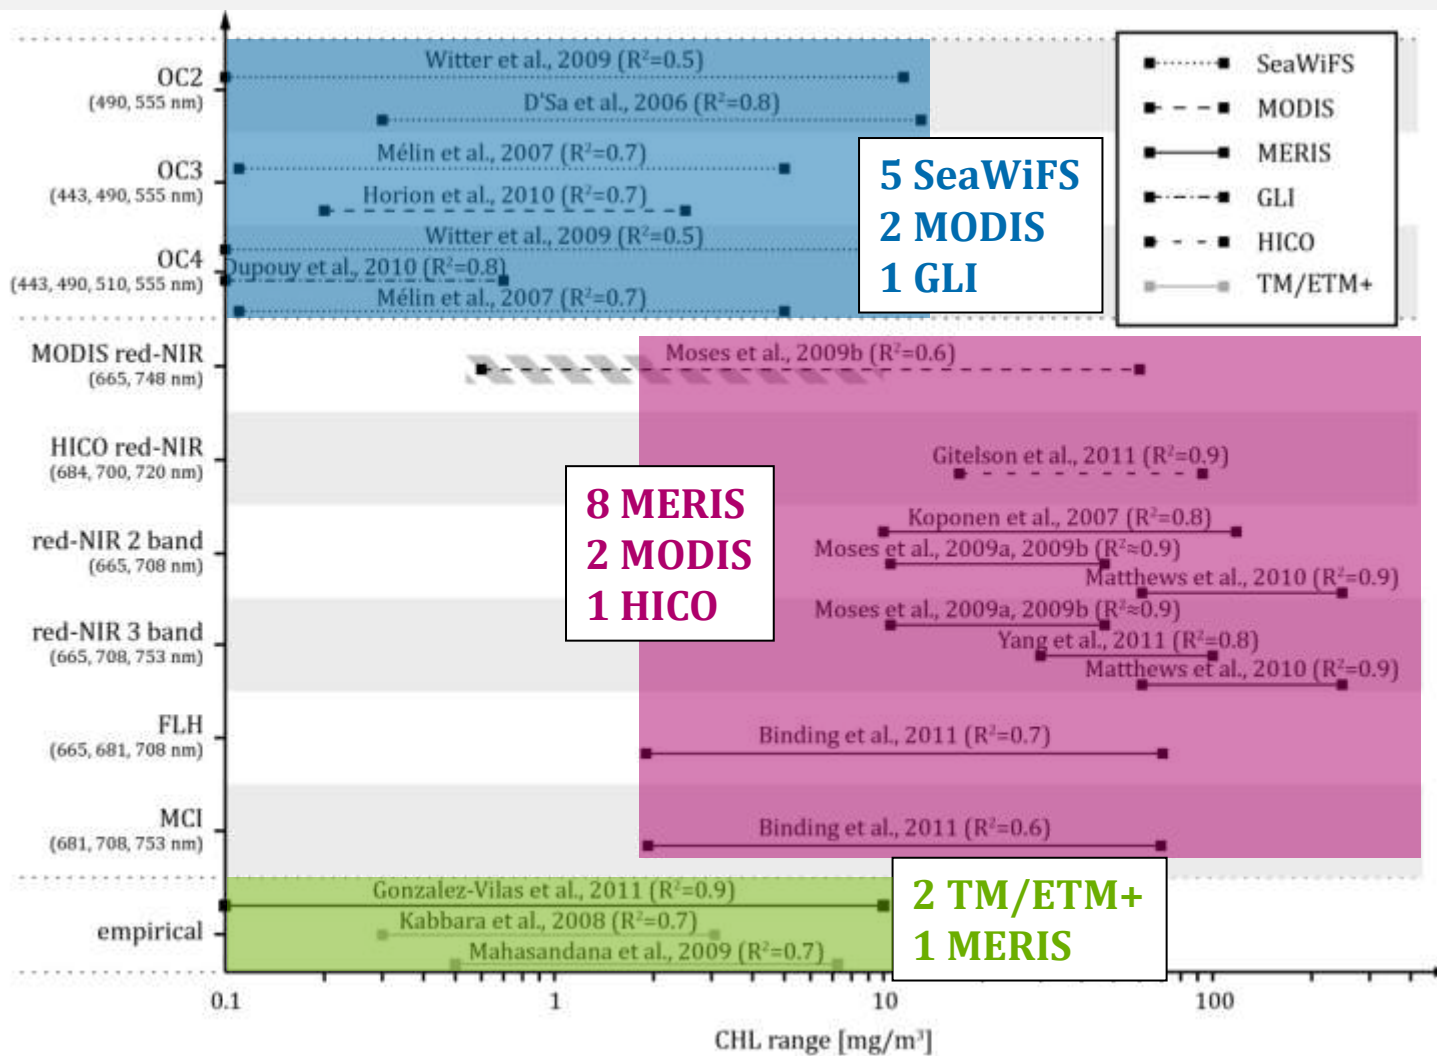 OC2
(490, 555 nm)
Witter et al., 2009 (R²=0.5)
D'Sa et al., 2006 (R²=0.8)
OC3
(443, 490, 555 nm)
Mélin et al., 2007 (R²=0.7)
Horion et al., 2010 (R²=0.7)
OC4
(443, 490, 510, 555 nm)
Witter et al., 2009 (R²=0.5)
Dupouy et al., 2010 (R²=0.8)
Mélin et al., 2007 (R²=0.7)
5 SeaWiFS
2 MODIS
1 GLI
SeaWiFS
MODIS
MERIS
GLI
HICO
TM/ETM+
MODIS red-NIR
(665, 748 nm)
Moses et al., 2009b (R²=0.6)
HICO red-NIR
(684, 700, 720 nm)
Gitelson et al., 2011 (R²=0.9)
8 MERIS
2 MODIS
1 HICO
red-NIR 2 band
(665, 708 nm)
Koponen et al., 2007 (R²=0.8)
Moses et al., 2009a, 2009b (R²≈0.9)
Matthews et al., 2010 (R²=0.9)
red-NIR 3 band
(665, 708, 753 nm)
Moses et al., 2009a, 2009b (R²≈0.9)
Yang et al., 2011 (R²=0.8)
Matthews et al., 2010 (R²=0.9)
FLH
(665, 681, 708 nm)
Binding et al., 2011 (R²=0.7)
MCI
(681, 708, 753 nm)
Binding et al., 2011 (R²=0.6)
empirical
Gonzalez-Vilas et al., 2011 (R²=0.9)
Kabbara et al., 2008 (R²=0.7)
Mahasandana et al., 2009 (R²=0.7)
2 TM/ETM+
1 MERIS
0.1
1
10
100
CHL range [mg/m³]